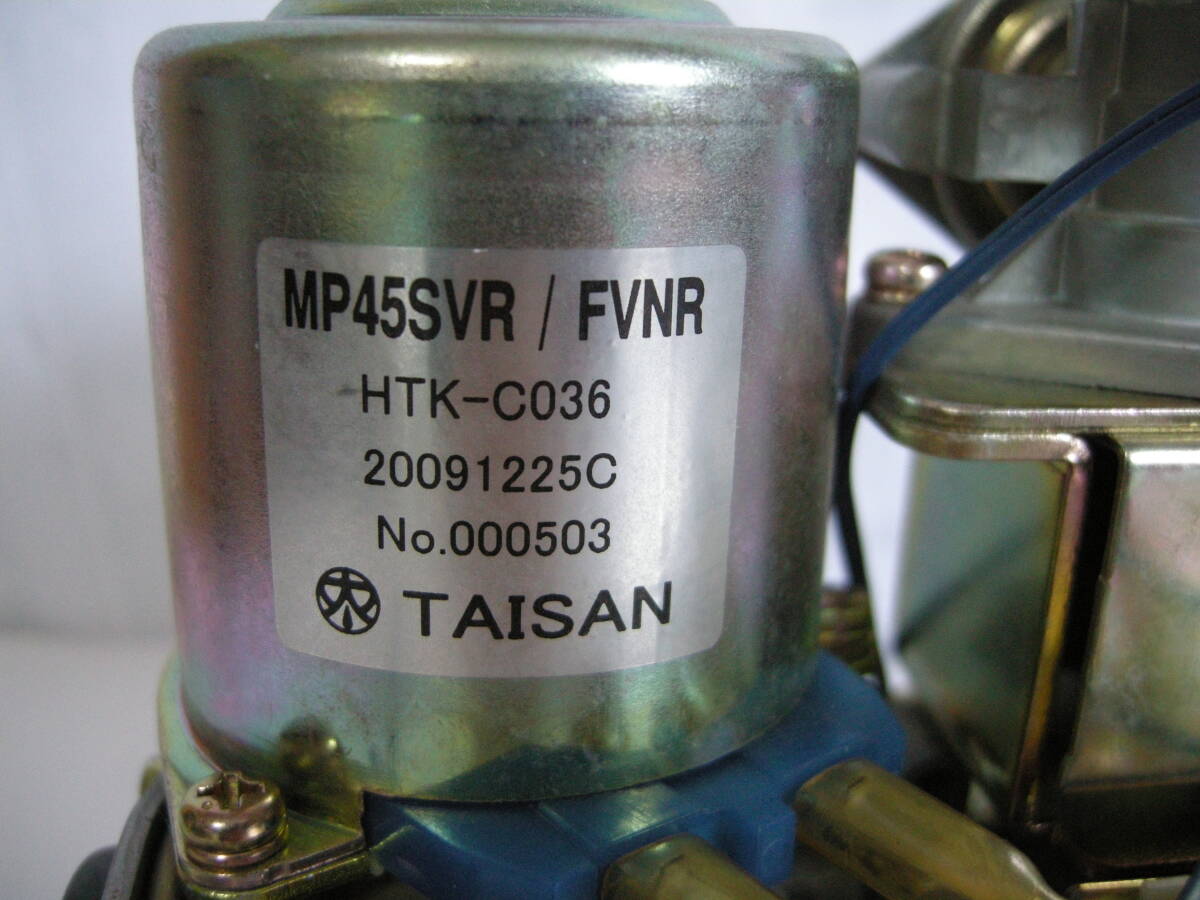 MP45SVR / FVNR
HTK-C036
20091225C
No.000503
TAISAN